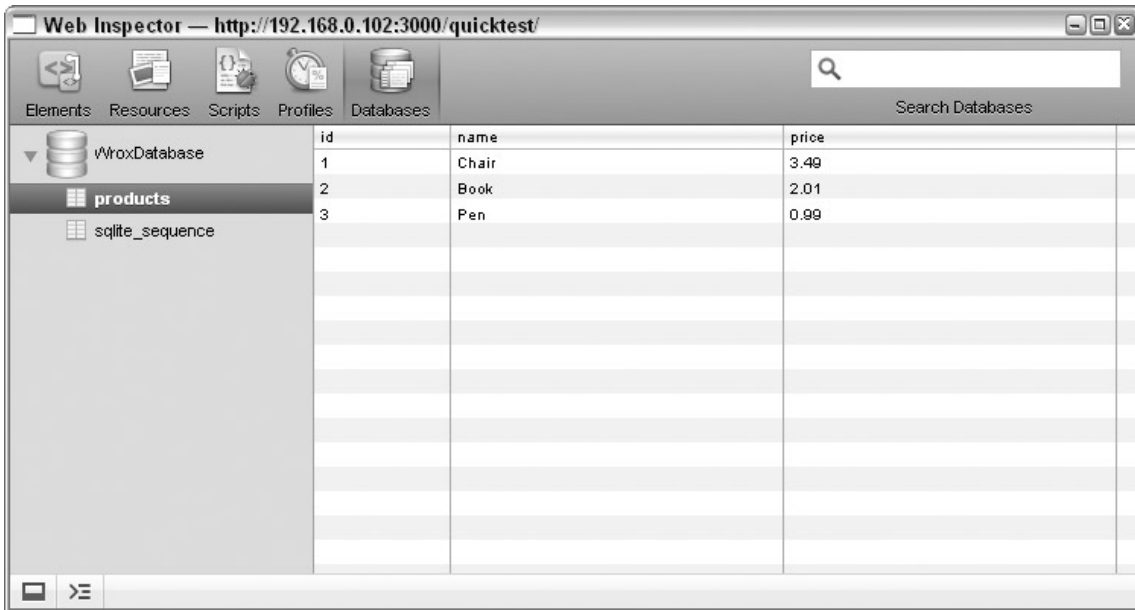 Web Inspector — http://192.168.0.102:3000/quicktest/
Elements Resources Scripts Profiles Databases
Search Databases
WroxDatabase
products
sqlite_sequence
id name price
1 Chair 3.49
2 Book 2.01
3 Pen 0.99